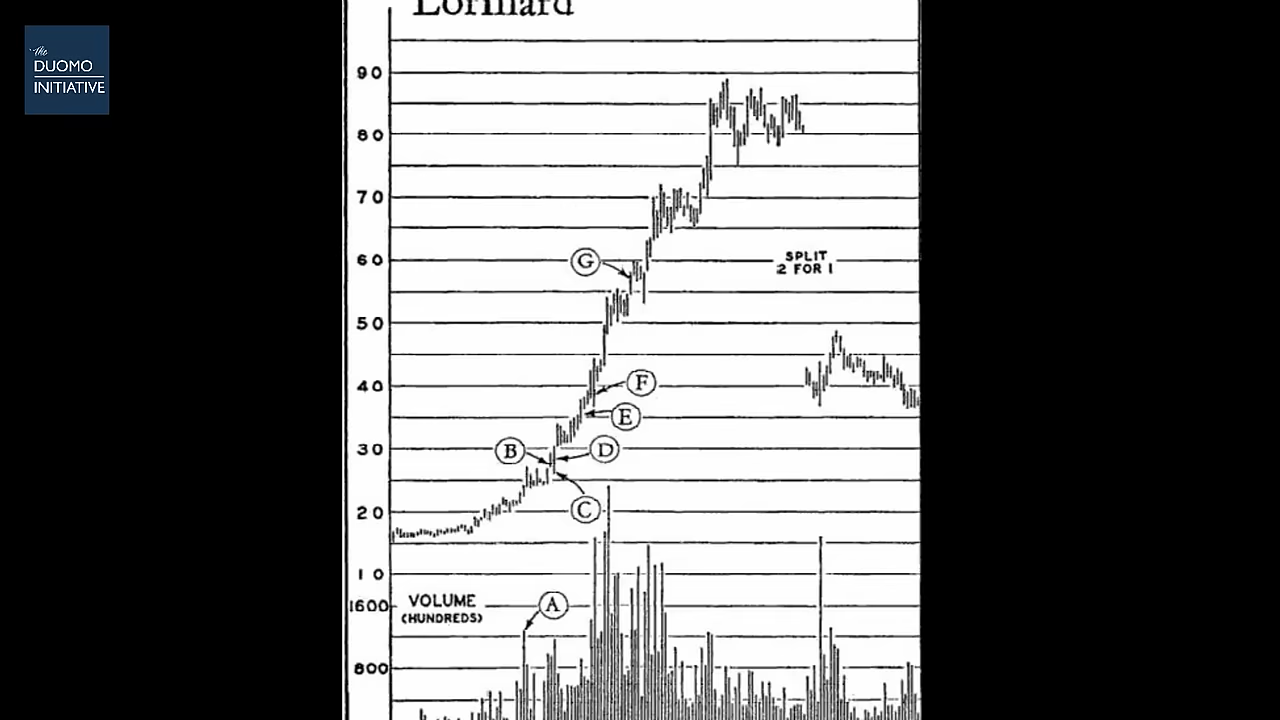 Lorillard
The
DUOMO
INITIATIVE
90
80
70
60
G
SPLIT
2 FOR 1
50
40
F
E
30
B
D
C
20
10
1600
VOLUME
(HUNDREDS)
A
800